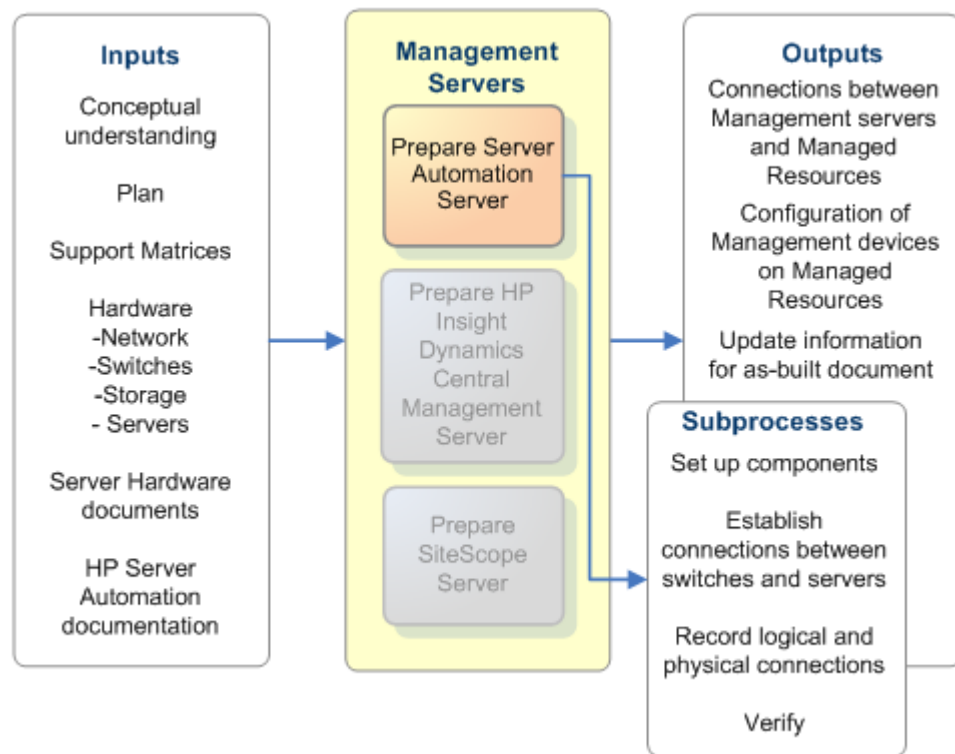 Inputs
Conceptual
understanding
Plan
Support Matrices
Hardware
-Network
-Switches
-Storage
- Servers
Server Hardware
documents
HP Server
Automation
documentation
Management
Servers
Prepare Server
Automation
Server
Prepare HP
Insight
Dynamics
Central
Management
Server
Prepare
SiteScope
Server
Outputs
Connections between
Management servers
and Managed
Resources
Configuration of
Management devices
on Managed
Resources
Update information
for as-built document
Subprocesses
Set up components
Establish
connections between
switches and servers
Record logical and
physical connections
Verify